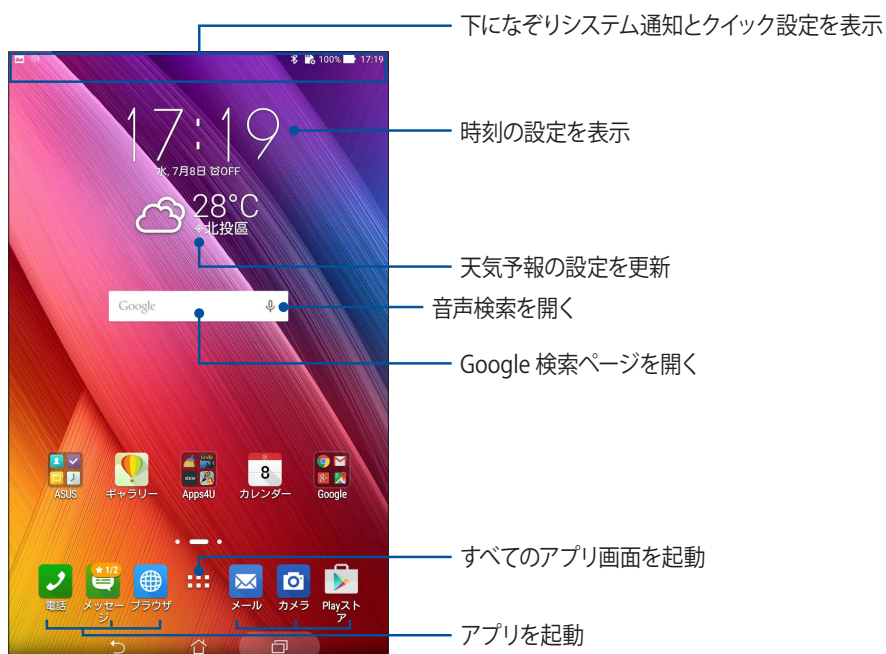 下になぞりシステム通知とクイック設定を表示
100% 17:19
17:19
時刻の設定を表示
水, 7月8日 OFF
28°C
北投區
天気予報の設定を更新
音声検索を開く
Google
Google 検索ページを開く
8
ASUS ギャラリー Apps4U カレンダー Google
すべてのアプリ画面を起動
1/2
電話 メッセー ブラウザ メール カメラ Playスト
ジ ア
アプリを起動